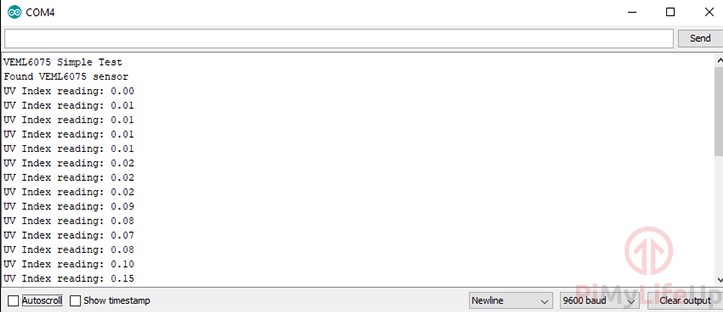 COM4
Send
VEML6075 Simple Test
Found VEML6075 sensor
UV Index reading: 0.00
UV Index reading: 0.01
UV Index reading: 0.01
UV Index reading: 0.01
UV Index reading: 0.01
UV Index reading: 0.02
UV Index reading: 0.02
UV Index reading: 0.02
UV Index reading: 0.09
UV Index reading: 0.08
UV Index reading: 0.07
UV Index reading: 0.08
UV Index reading: 0.10
UV Index reading: 0.15
PiMyLifeUp
Autoscroll Show timestamp Newline 9600 baud Clear output